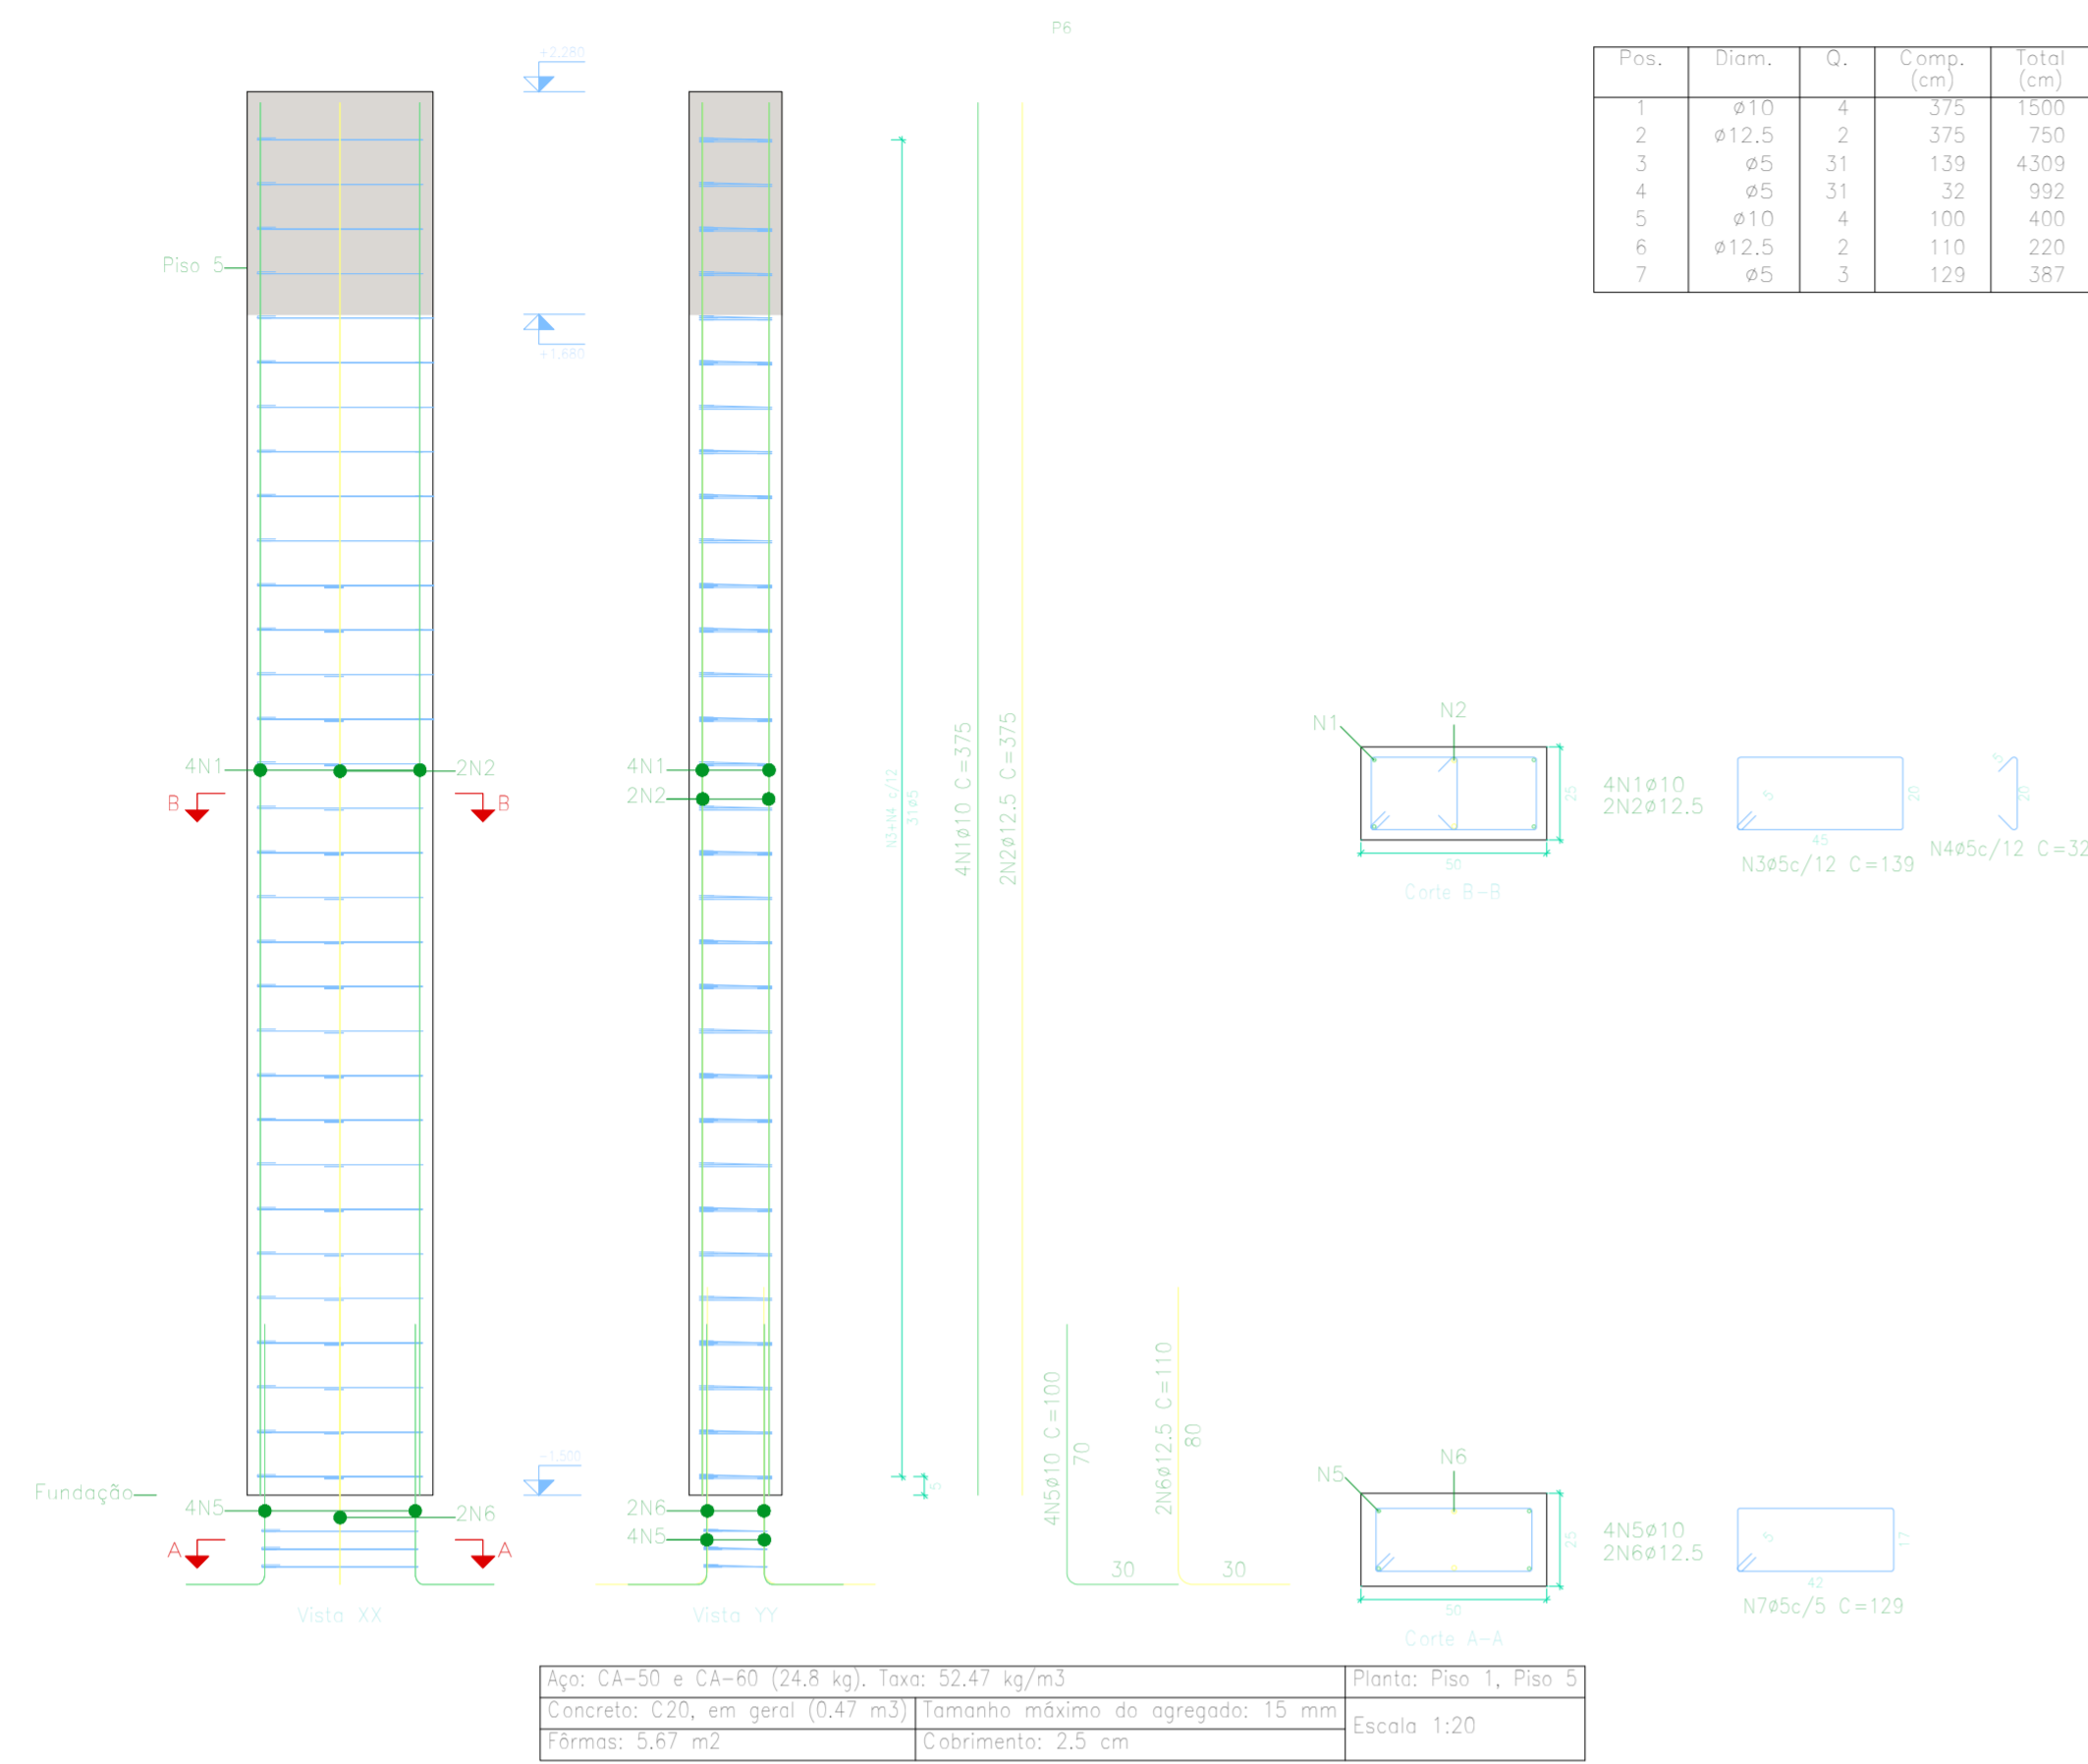 P6
+2.280
Pos. Diam. Q. Comp. (cm) Total (cm)
1 ø10 4 375 1500
2 ø12.5 2 375 750
3 ø5 31 139 4309
4 ø5 31 32 992
5 ø10 4 100 400
6 ø12.5 2 110 220
7 ø5 3 129 387
Piso 5
+1.680
4N1
2N2
B
B
4N1
2N2
N3+N4 c/12
31ø5
4N1ø10 C=375
2N2ø12.5 C=375
N1
N2
25
50
Corte B-B
4N1ø10
2N2ø12.5
5
20
45
N3ø5c/12 C=139
5
20
N4ø5c/12 C=32
-1.500
Fundação
4N5
2N6
A
A
2N6
4N5
5
4N5ø10 C=100
70
30
2N6ø12.5 C=110
80
30
Vista XX
Vista YY
N5
N6
25
50
Corte A-A
4N5ø10
2N6ø12.5
5
17
42
N7ø5c/5 C=129
Aço: CA-50 e CA-60 (24.8 kg). Taxa: 52.47 kg/m3
Planta: Piso 1, Piso 5
Concreto: C20, em geral (0.47 m3)
Tamanho máximo do agregado: 15 mm
Escala 1:20
Fôrmas: 5.67 m2
Cobrimento: 2.5 cm